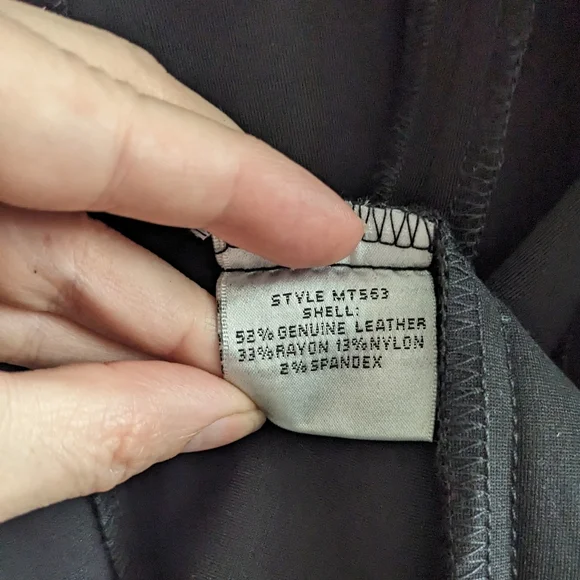 STYLE MT563
SHELL:
52% GENUINE LEATHER
33% RAYON 13% NYLON
2% SPANDEX